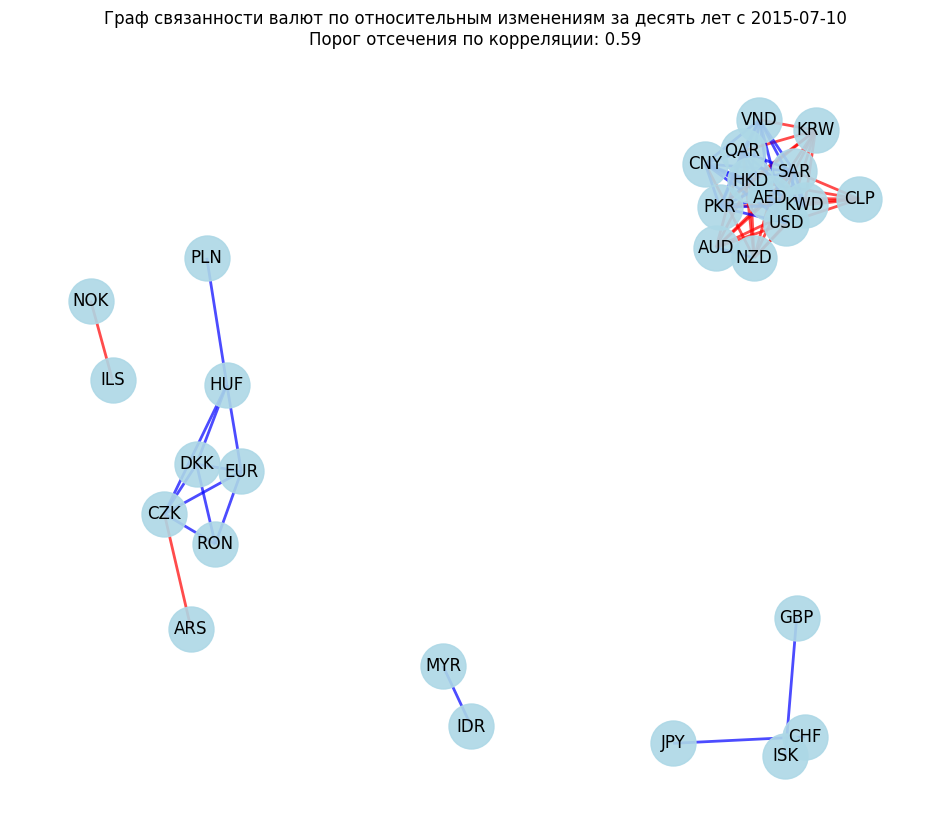 Граф связанности валют по относительным изменениям за десять лет с 2015-07-10
Порог отсечения по корреляции: 0.59
VND
KRW
QAR
CNY
SAR
HKD
AED
CLP
PKR
KWD
USD
AUD
NZD
PLN
NOK
ILS
HUF
DKK
EUR
CZK
RON
ARS
GBP
MYR
IDR
JPY
CHF
ISK